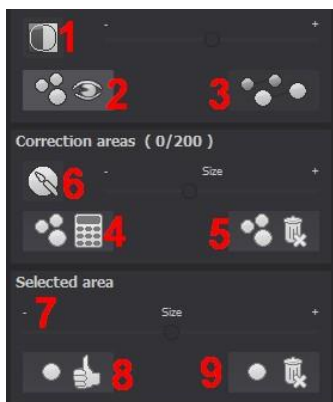 - +
1
2 3
Correction areas ( 0/200 )
- Size +
6
4 5
Selected area
- 7 Size +
8 9